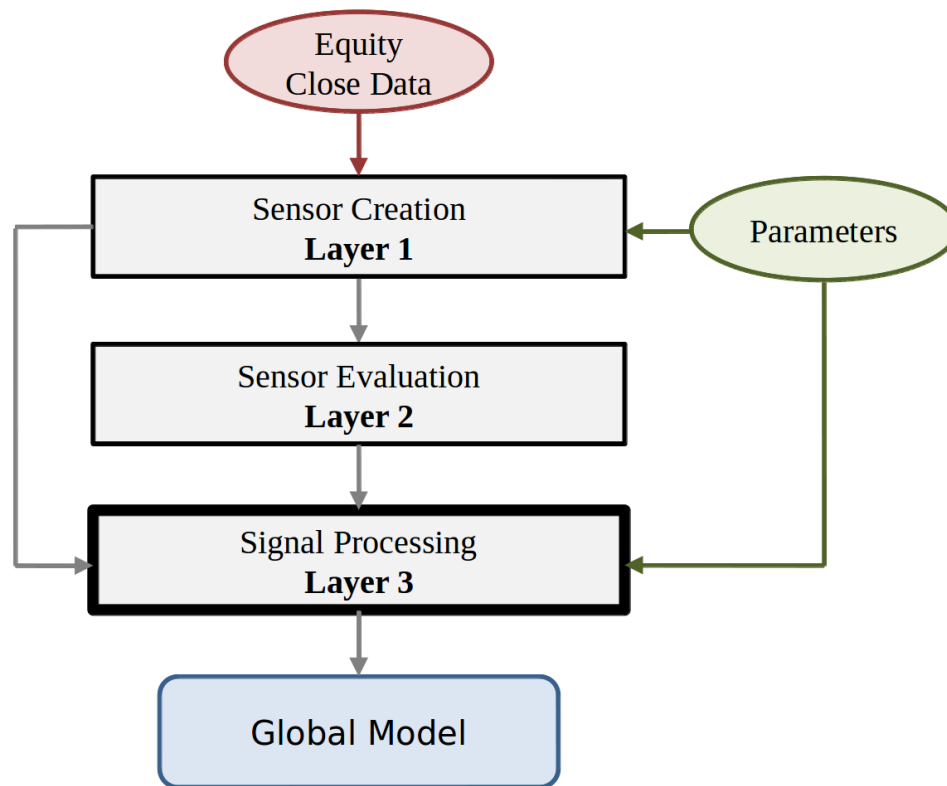 Equity
Close Data
Sensor Creation
Layer 1
Parameters
Sensor Evaluation
Layer 2
Signal Processing
Layer 3
Global Model